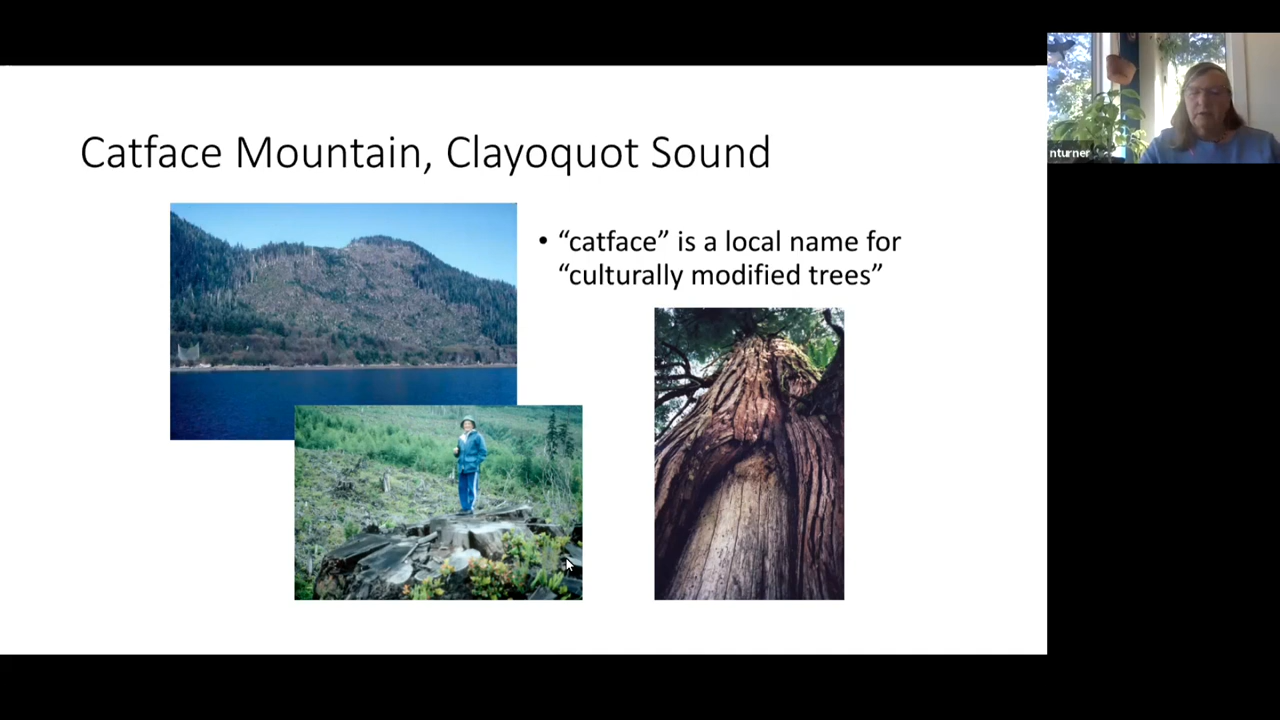 Catface Mountain, Clayoquot Sound
• “catface” is a local name for
“culturally modified trees”
nturner